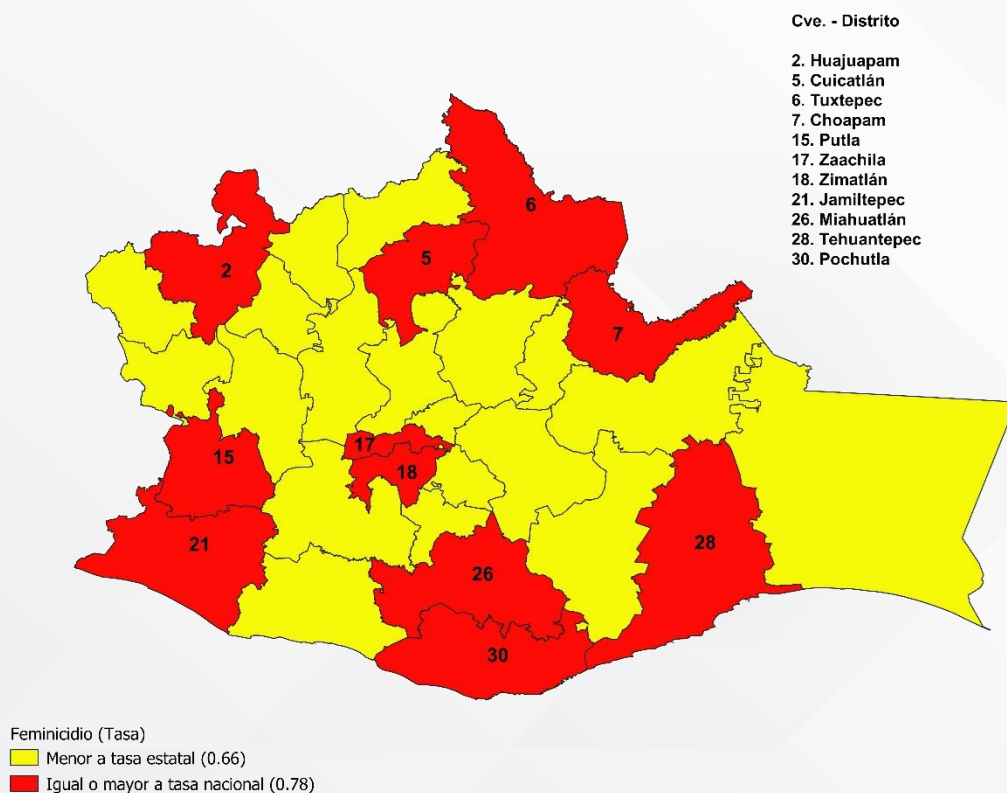 Cve. - Distrito
2. Huajuapam
5. Cuicatlán
6. Tuxtepec
7. Choapam
15. Putla
17. Zaachila
18. Zimatlán
21. Jamiltepec
26. Miahuatlán
28. Tehuantepec
30. Pochutla
6
2
5
7
17
15
18
21
28
26
30
Feminicidio (Tasa)
Menor a tasa estatal (0.66)
Igual o mayor a tasa nacional (0.78)